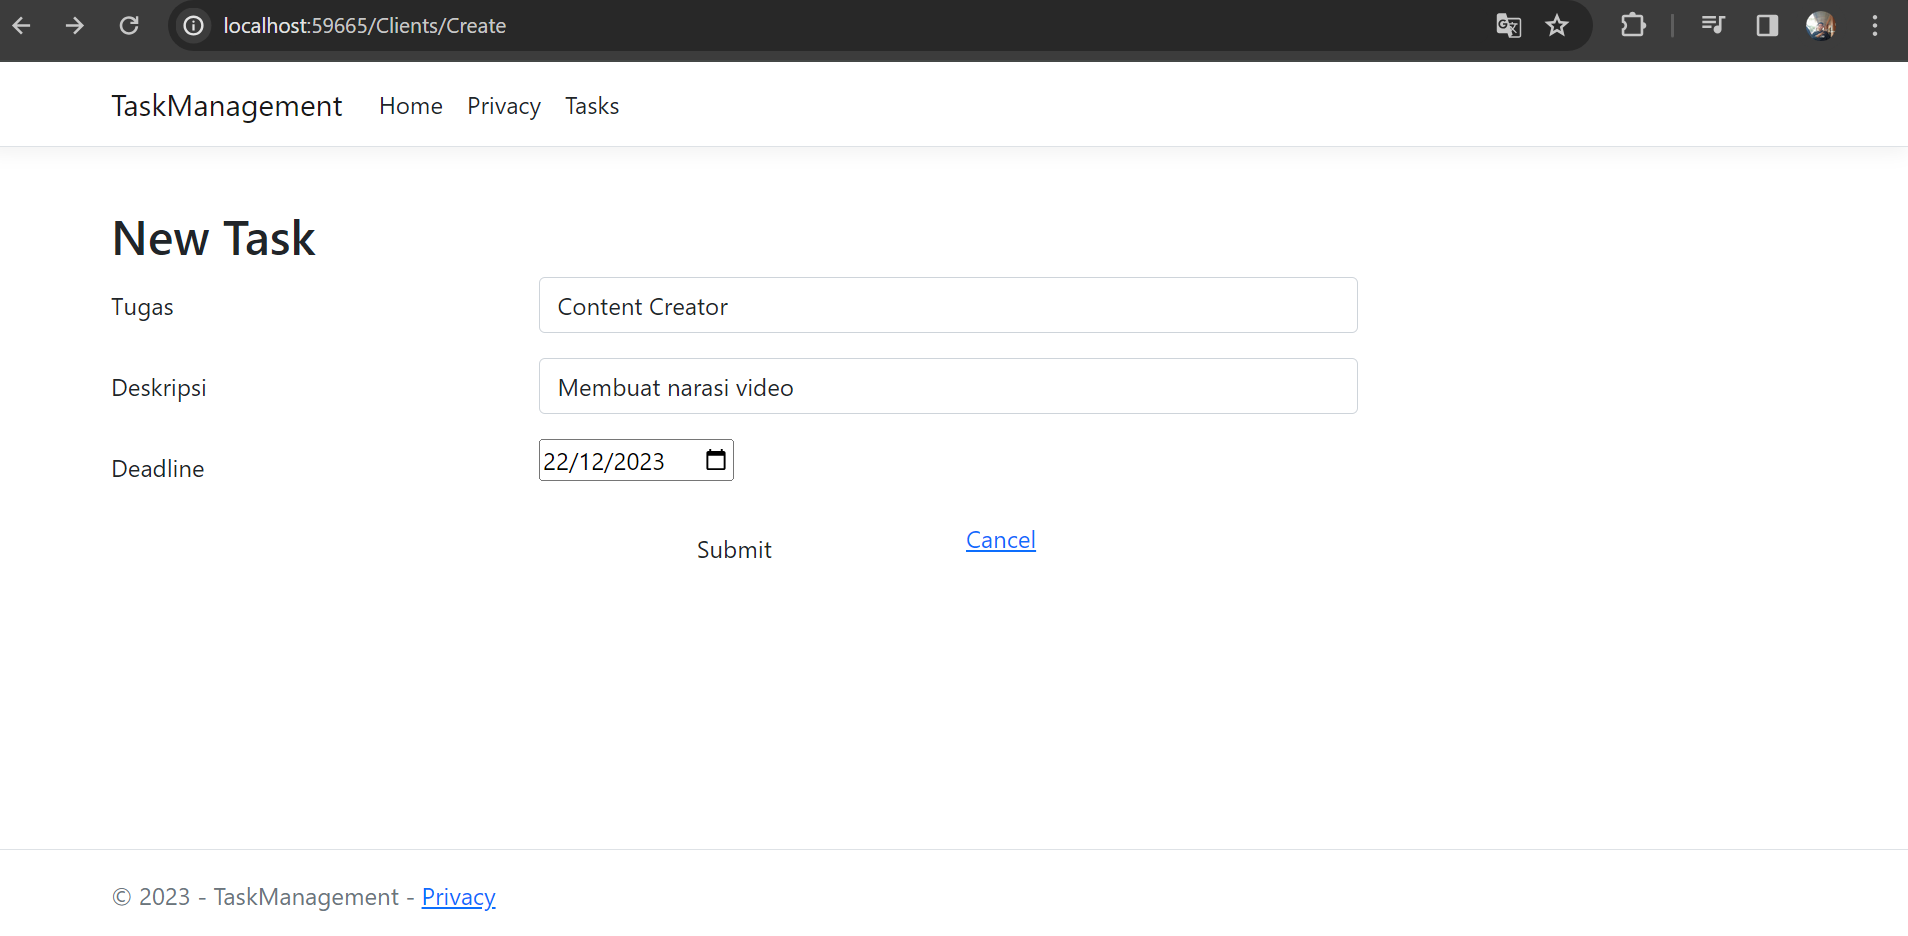 localhost:59665/Clients/Create
TaskManagement Home Privacy Tasks
New Task
Tugas Content Creator
Deskripsi Membuat narasi video
Deadline 22/12/2023
Submit Cancel
© 2023 - TaskManagement - Privacy